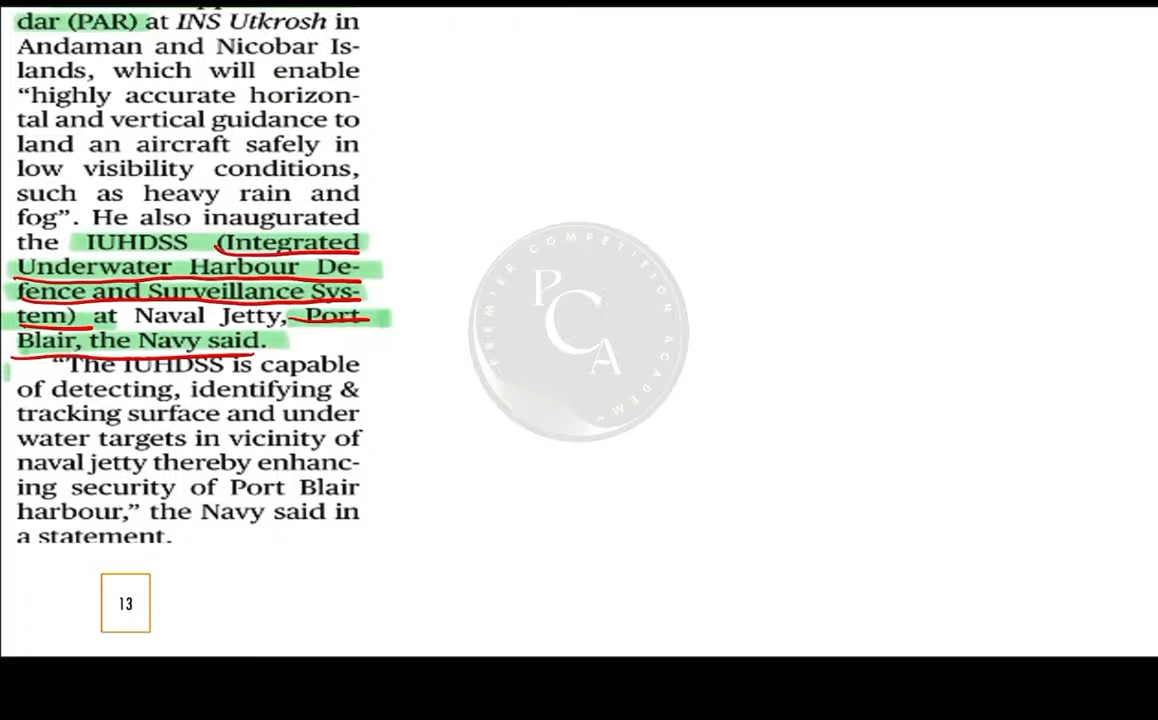 dar (PAR) at INS Utkrosh in
Andaman and Nicobar Is-
lands, which will enable
“highly accurate horizon-
tal and vertical guidance to
land an aircraft safely in
low visibility conditions,
such as heavy rain and
fog”. He also inaugurated
the IUHDSS (Integrated
Underwater Harbour De-
fence and Surveillance Sys-
tem) at Naval Jetty, Port
Blair, the Navy said.
“The IUHDSS is capable
of detecting, identifying &
tracking surface and under
water targets in vicinity of
naval jetty thereby enhanc-
ing security of Port Blair
harbour,” the Navy said in
a statement.
13
PREMIER COMPETITION ACADEMY
PCA